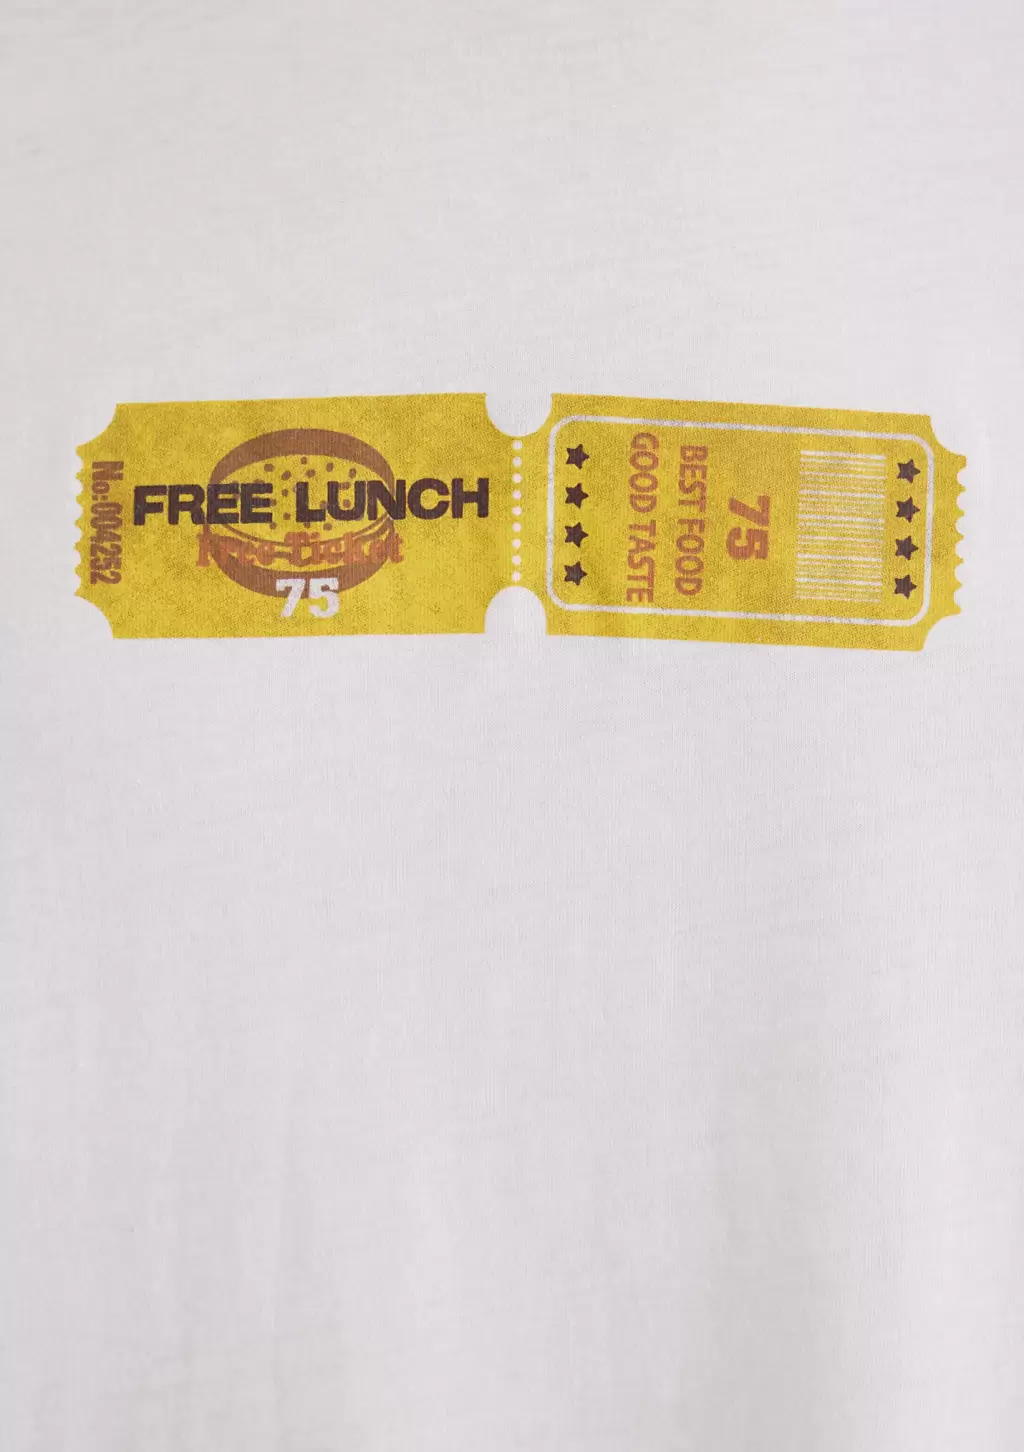 No:004252
FREE LUNCH
Free Ticket
75
BEST FOOD
GOOD TASTE
75